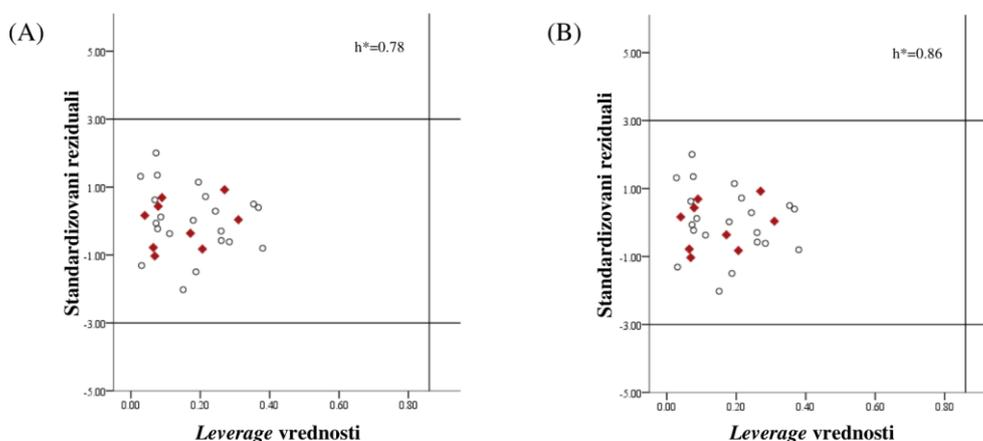 (A)
h*=0.78
Standardizovani reziduali
5.00
3.00
1.00
-1.00
-3.00
-5.00
0.00 0.20 0.40 0.60 0.80
Leverage vrednosti
(B)
h*=0.86
Standardizovani reziduali
5.00
3.00
1.00
-1.00
-3.00
-5.00
0.00 0.20 0.40 0.60 0.80
Leverage vrednosti